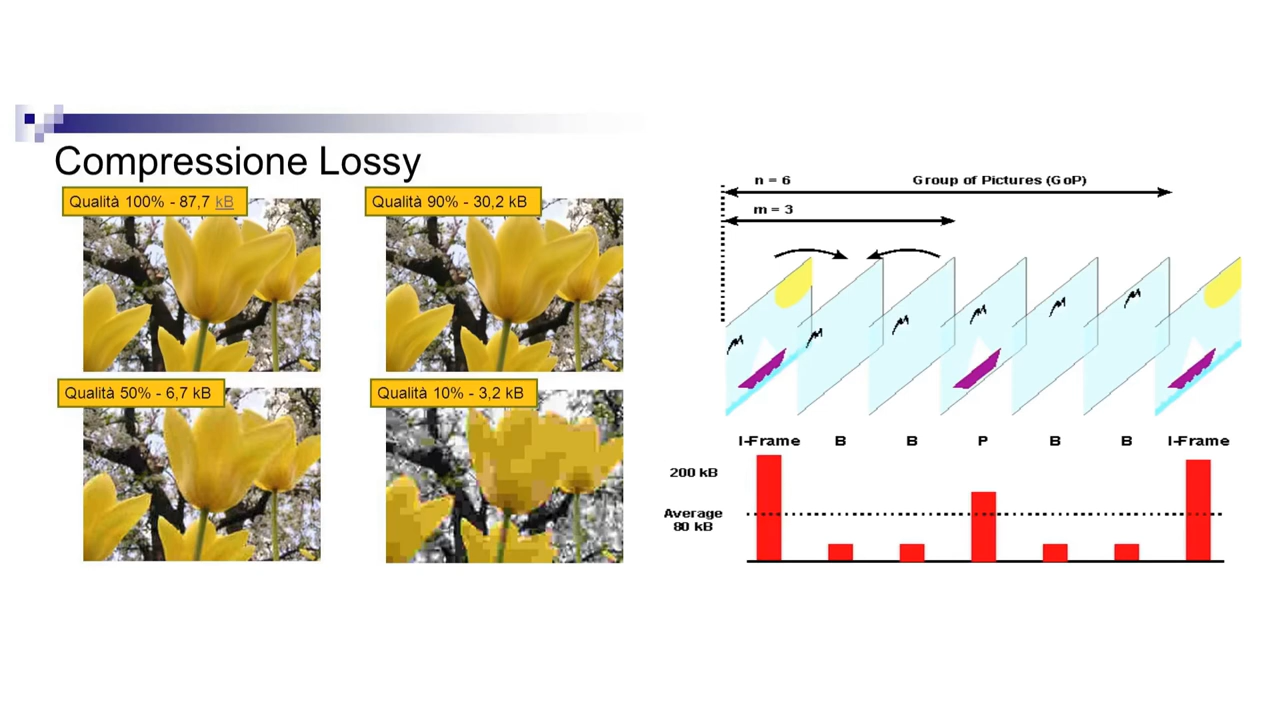 Compressione Lossy
Qualità 100% - 87,7 kB
Qualità 90% - 30,2 kB
Qualità 50% - 6,7 kB
Qualità 10% - 3,2 kB
n = 6
Group of Pictures (GoP)
m = 3
I-Frame B B P B B I-Frame
200 kB
Average
80 kB